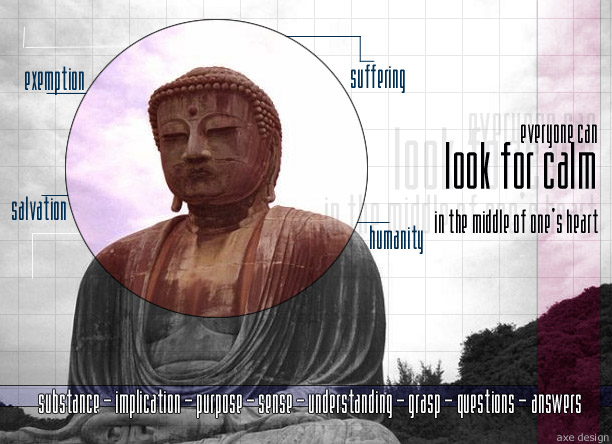 exemption
suffering
everyone can
look for calm
in the middle of one's heart
salvation
humanity
substance - implication - purpose - sense - understanding - grasp - questions - answers
axe design